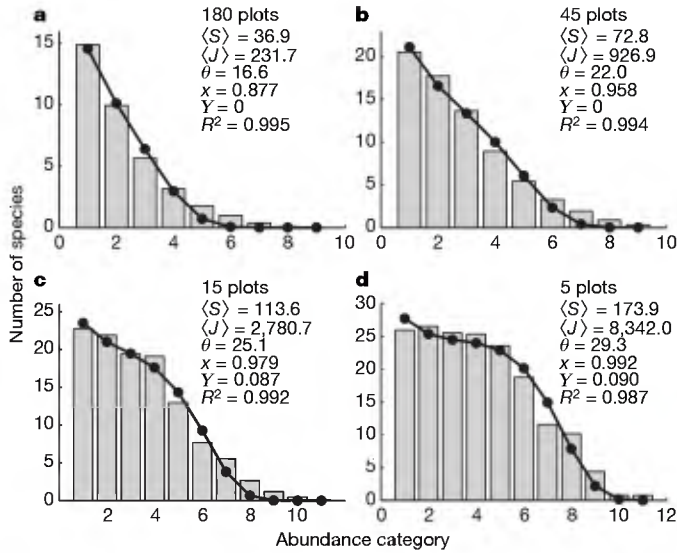 a
180 plots
⟨S⟩ = 36.9
⟨J⟩ = 231.7
θ = 16.6
x = 0.877
Y = 0
R² = 0.995
15
10
5
0
0 2 4 6 8 10
b
45 plots
⟨S⟩ = 72.8
⟨J⟩ = 926.9
θ = 22.0
x = 0.958
Y = 0
R² = 0.994
20
15
10
5
0
0 2 4 6 8 10
Number of species
c
15 plots
⟨S⟩ = 113.6
⟨J⟩ = 2,780.7
θ = 25.1
x = 0.979
Y = 0.087
R² = 0.992
25
20
15
10
5
0
0 2 4 6 8 10
d
5 plots
⟨S⟩ = 173.9
⟨J⟩ = 8,342.0
θ = 29.3
x = 0.992
Y = 0.090
R² = 0.987
30
25
20
15
10
5
0
0 2 4 6 8 10 12
Abundance category